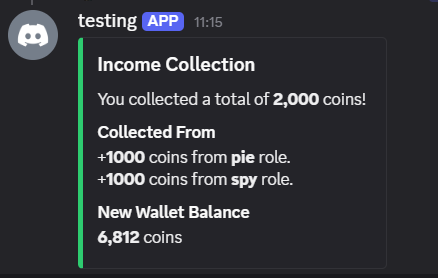 testing APP 11:15
Income Collection
You collected a total of 2,000 coins!
Collected From
+1000 coins from pie role.
+1000 coins from spy role.
New Wallet Balance
6,812 coins